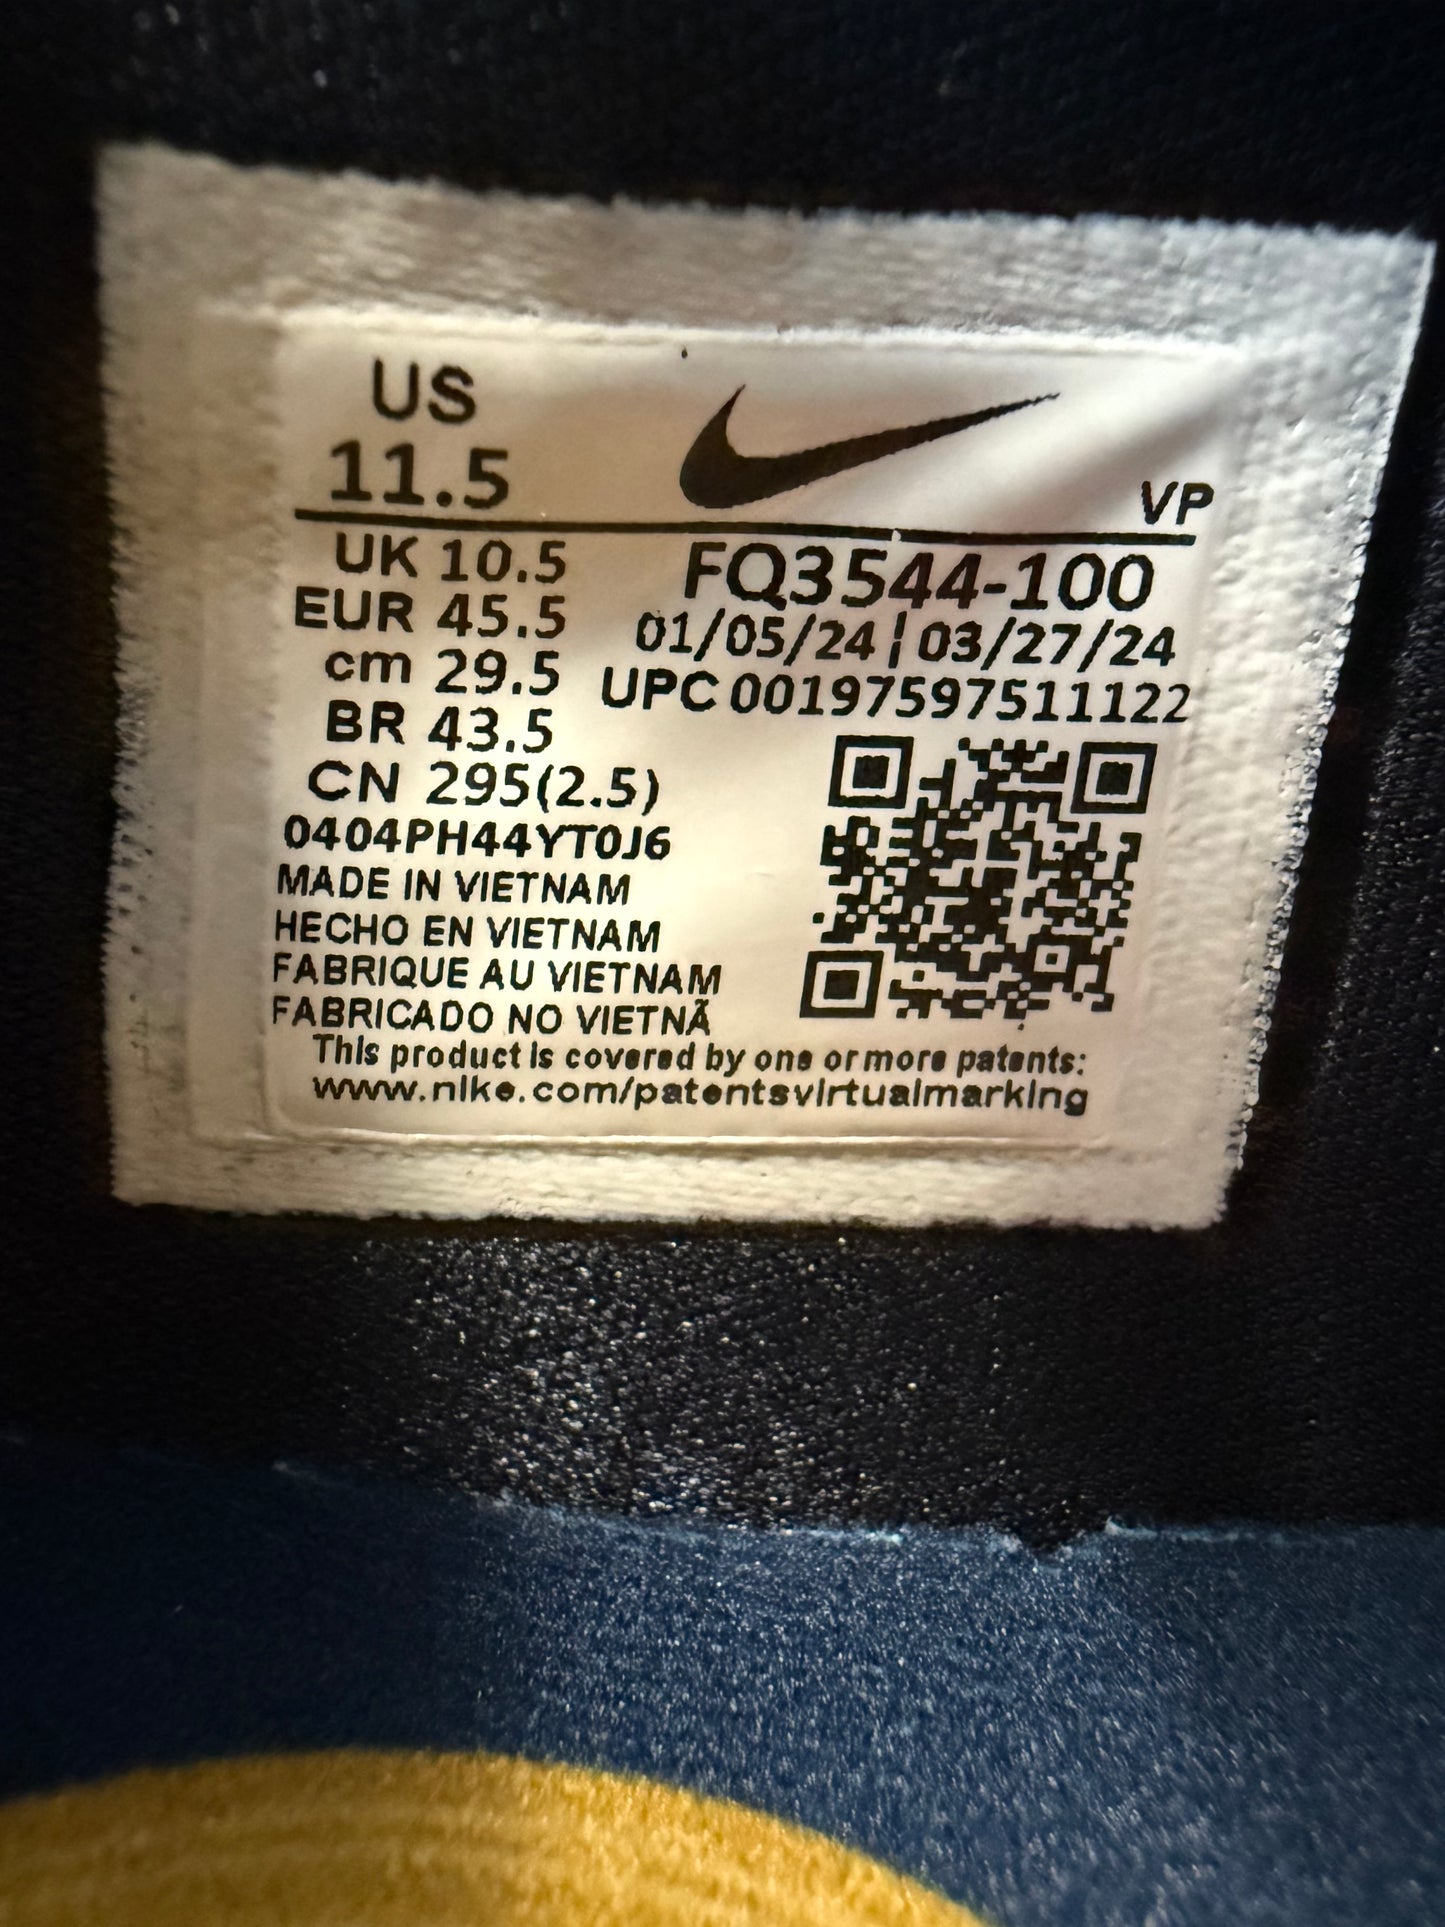 US
11.5
VP
UK 10.5
EUR 45.5
cm 29.5
BR 43.5
CN 295(2.5)
FQ3544-100
01/05/24 | 03/27/24
UPC 00197597511122
0404PH44YT0J6
MADE IN VIETNAM
HECHO EN VIETNAM
FABRIQUE AU VIETNAM
FABRICADO NO VIETNÃ
This product is covered by one or more patents:
www.nike.com/patentsvirtualmarking